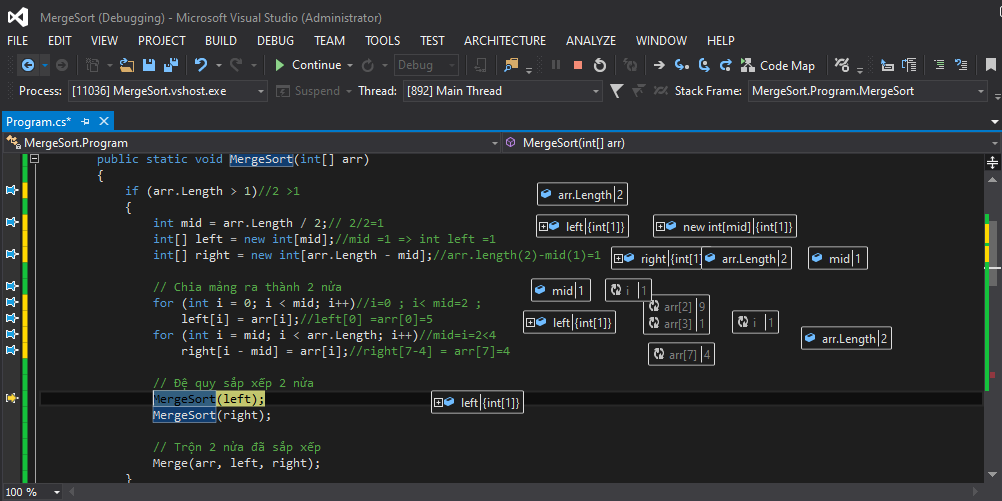 MergeSort (Debugging) - Microsoft Visual Studio (Administrator)
FILE EDIT VIEW PROJECT BUILD DEBUG TEAM TOOLS TEST ARCHITECTURE ANALYZE WINDOW HELP
Continue Debug Code Map
Process: [11036] MergeSort.vshost.exe Suspend Thread: [892] Main Thread Stack Frame: MergeSort.Program.MergeSort
Program.cs*
MergeSort.Program MergeSort(int[] arr)
public static void MergeSort(int[] arr)
{
if (arr.Length > 1)//2 >1 arr.Length 2
{
int mid = arr.Length / 2;// 2/2=1
int[] left = new int[mid];//mid =1 => int left =1 left {int[1]} new int[mid] {int[1]}
int[] right = new int[arr.Length - mid];//arr.length(2)-mid(1)=1 right {int[1 arr.Length 2 mid 1
// Chia mảng ra thành 2 nửa
for (int i = 0; i < mid; i++)//i=0 ; i< mid=2 ; mid 1 i 1
arr[2] 9
left[i] = arr[i];//left[0] =arr[0]=5 left {int[1]} arr[3] 1 i 1
for (int i = mid; i < arr.Length; i++)//mid=i=2<4 arr.Length 2
right[i - mid] = arr[i];//right[7-4] = arr[7]=4 arr[7] 4
// Đệ quy sắp xếp 2 nửa
MergeSort(left); left {int[1]}
MergeSort(right);
// Trộn 2 nửa đã sắp xếp
Merge(arr, left, right);
}
100 %